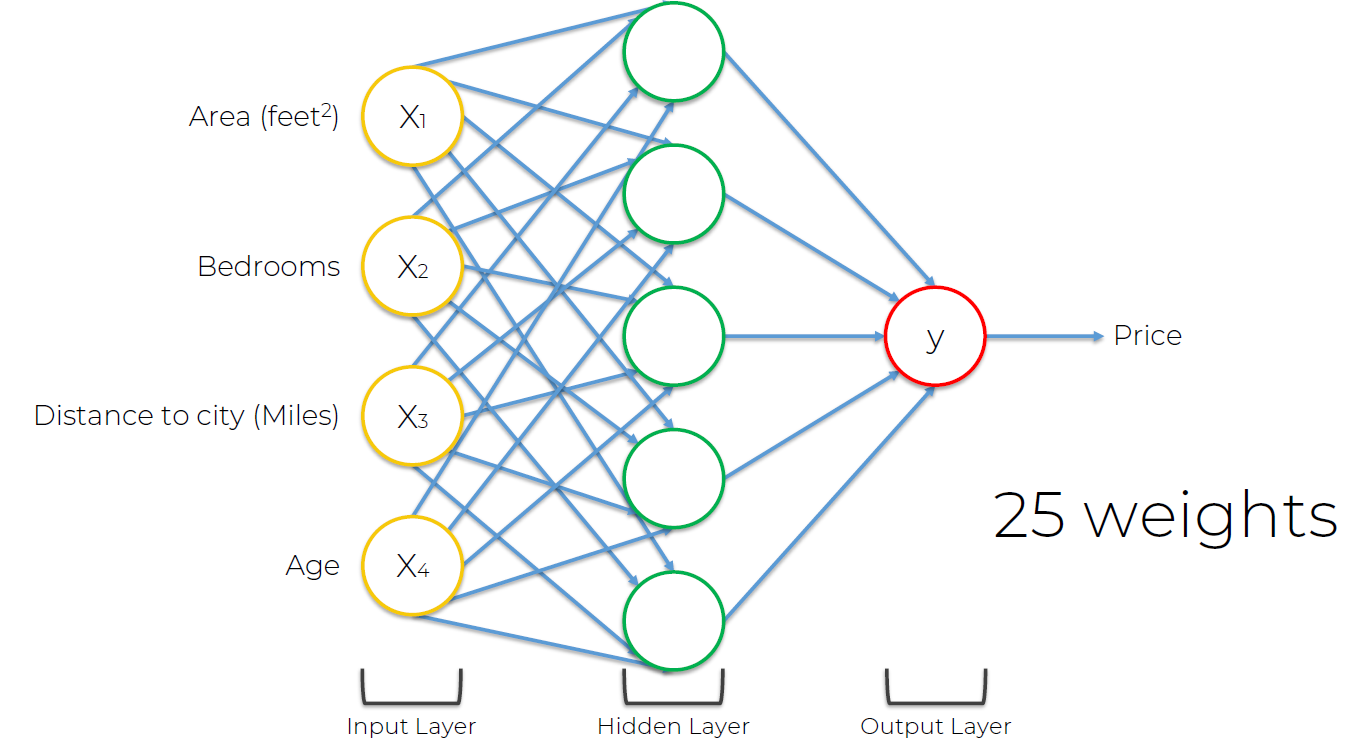 Area (feet²)
X₁
Bedrooms
X₂
Distance to city (Miles)
X₃
Age
X₄
y
Price
25 weights
Input Layer
Hidden Layer
Output Layer